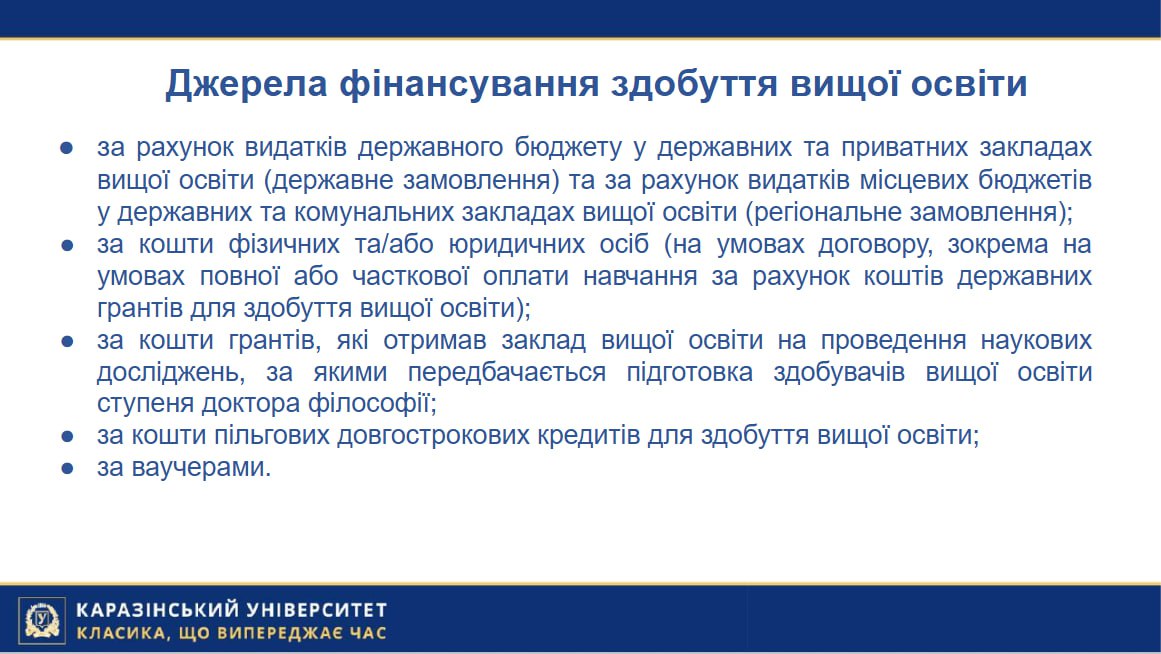 Джерела фінансування здобуття вищої освіти
● за рахунок видатків державного бюджету у державних та приватних закладах
вищої освіти (державне замовлення) та за рахунок видатків місцевих бюджетів
у державних та комунальних закладах вищої освіти (регіональне замовлення);
● за кошти фізичних та/або юридичних осіб (на умовах договору, зокрема на
умовах повної або часткової оплати навчання за рахунок коштів державних
грантів для здобуття вищої освіти);
● за кошти грантів, які отримав заклад вищої освіти на проведення наукових
досліджень, за якими передбачається підготовка здобувачів вищої освіти
ступеня доктора філософії;
● за кошти пільгових довгострокових кредитів для здобуття вищої освіти;
● за ваучерами.
КАРАЗІНСЬКИЙ УНІВЕРСИТЕТ
КЛАСИКА, ЩО ВИПЕРЕДЖАЄ ЧАС